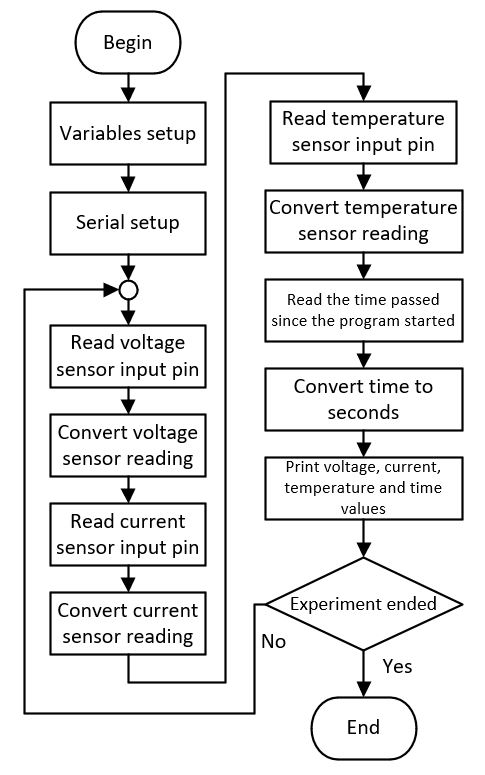 Begin
Variables setup
Serial setup
Read voltage
sensor input pin
Convert voltage
sensor reading
Read current
sensor input pin
Convert current
sensor reading
Read temperature
sensor input pin
Convert temperature
sensor reading
Read the time passed
since the program started
Convert time to
seconds
Print voltage, current,
temperature and time
values
Experiment ended
No
Yes
End